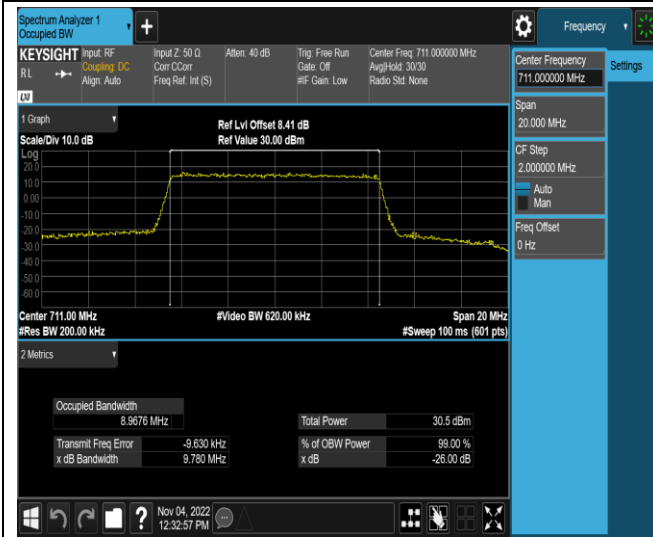 Spectrum Analyzer 1
Occupied BW
Frequency
KEYSIGHT
RL
LXI
Input: RF
Coupling: DC
Align: Auto
Input Z: 50 Ω
Corr CCorr
Freq Ref: Int (S)
Atten: 40 dB
Trig: Free Run
Gate: Off
#IF Gain: Low
Center Freq: 711.000000 MHz
Avg|Hold: 30/30
Radio Std: None
1 Graph
Scale/Div 10.0 dB
Ref Lvl Offset 8.41 dB
Ref Value 30.00 dBm
Log
20.0
10.0
0.00
-10.0
-20.0
-30.0
-40.0
-50.0
-60.0
Center 711.00 MHz
#Res BW 200.00 kHz
#Video BW 620.00 kHz
Span 20 MHz
#Sweep 100 ms (601 pts)
2 Metrics
Occupied Bandwidth
8.9676 MHz
Total Power 30.5 dBm
Transmit Freq Error -9.630 kHz
% of OBW Power 99.00 %
x dB Bandwidth 9.780 MHz
x dB -26.00 dB
Nov 04, 2022
12:32:57 PM
Center Frequency
711.000000 MHz
Settings
Span
20.000 MHz
CF Step
2.000000 MHz
Auto
Man
Freq Offset
0 Hz